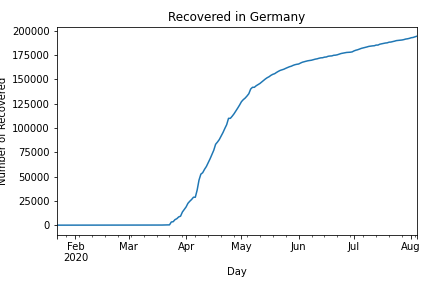 Recovered in Germany
200000
175000
150000
125000
100000
75000
50000
25000
0
Number of Recovered
Feb Mar Apr May Jun Jul Aug
2020
Day